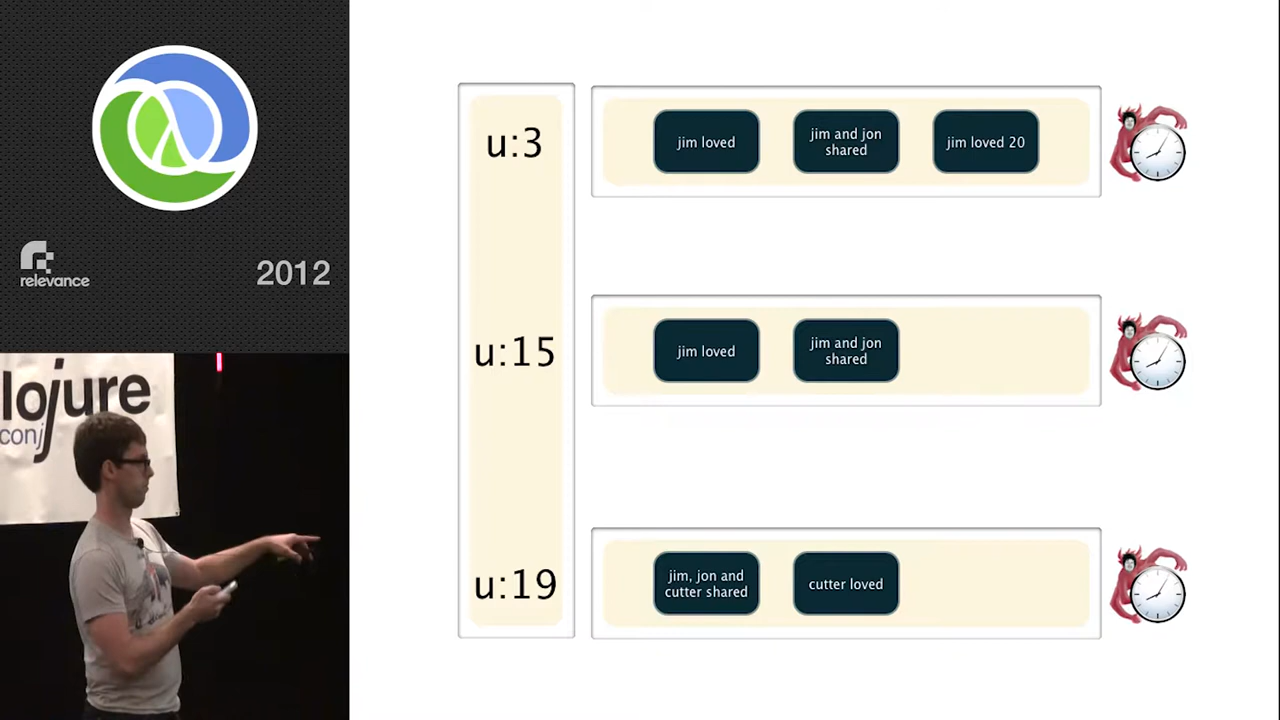 relevance
2012
lojure
conj
u:3
jim loved
jim and jon
shared
jim loved 20
u:15
jim loved
jim and jon
shared
u:19
jim, jon and
cutter shared
cutter loved